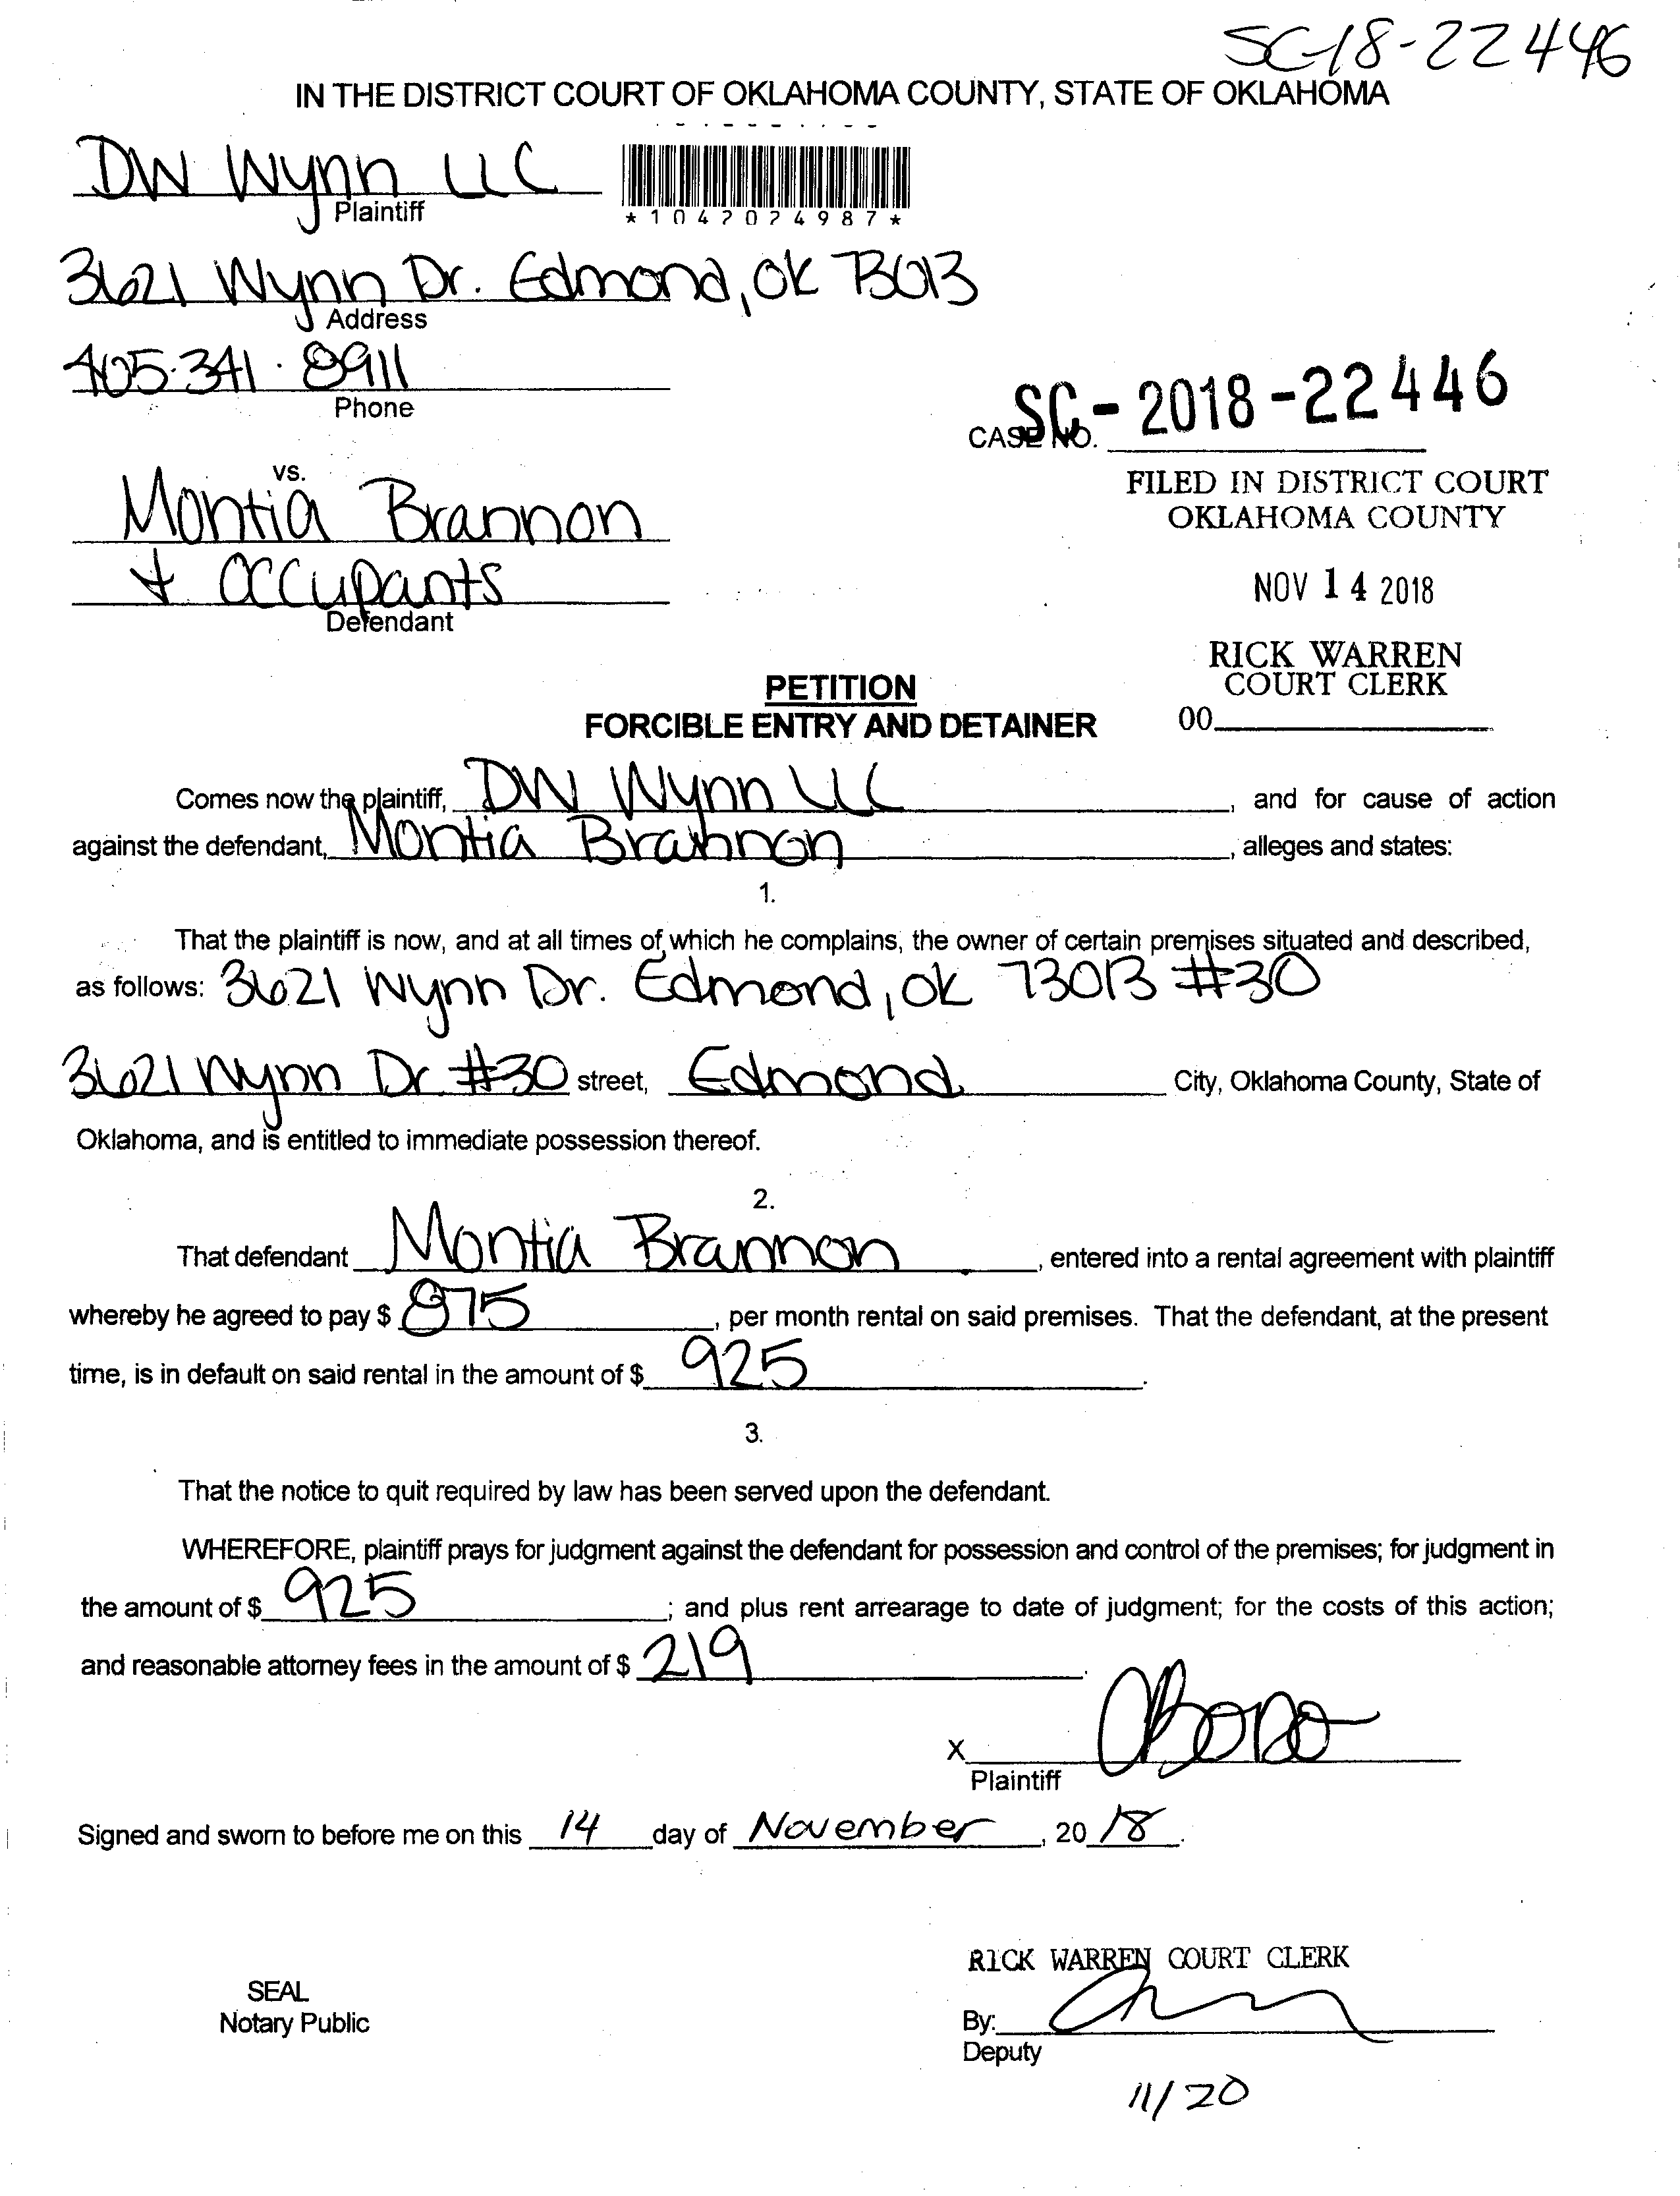 SC-18-22446
IN THE DISTRICT COURT OF OKLAHOMA COUNTY, STATE OF OKLAHOMA
DW Wynn LLC
Plaintiff
*1042024987*
3621 Wynn Dr. Edmond, OK 73013
Address
405.341.8911
Phone
CASE NO. SC-2018-22446
vs.
FILED IN DISTRICT COURT
OKLAHOMA COUNTY
Montia Brannon
+ Occupants
Defendant
NOV 14 2018
RICK WARREN
COURT CLERK
00
PETITION
FORCIBLE ENTRY AND DETAINER
Comes now the plaintiff, DW Wynn LLC, and for cause of action
against the defendant, Montia Brannon, alleges and states:
1.
That the plaintiff is now, and at all times of which he complains, the owner of certain premises situated and described,
as follows: 3621 Wynn Dr. Edmond, OK 73013 #30
3621 Wynn Dr #30 street, Edmond City, Oklahoma County, State of
Oklahoma, and is entitled to immediate possession thereof.
2.
That defendant Montia Brannon, entered into a rental agreement with plaintiff
whereby he agreed to pay $ 875, per month rental on said premises. That the defendant, at the present
time, is in default on said rental in the amount of $ 925.
3.
That the notice to quit required by law has been served upon the defendant.
WHEREFORE, plaintiff prays for judgment against the defendant for possession and control of the premises; for judgment in
the amount of $ 925; and plus rent arrearage to date of judgment; for the costs of this action;
and reasonable attorney fees in the amount of $ 219.
X
Plaintiff
Signed and sworn to before me on this 14 day of November, 20 18.
RICK WARREN COURT CLERK
SEAL
Notary Public
By:
Deputy
11/20